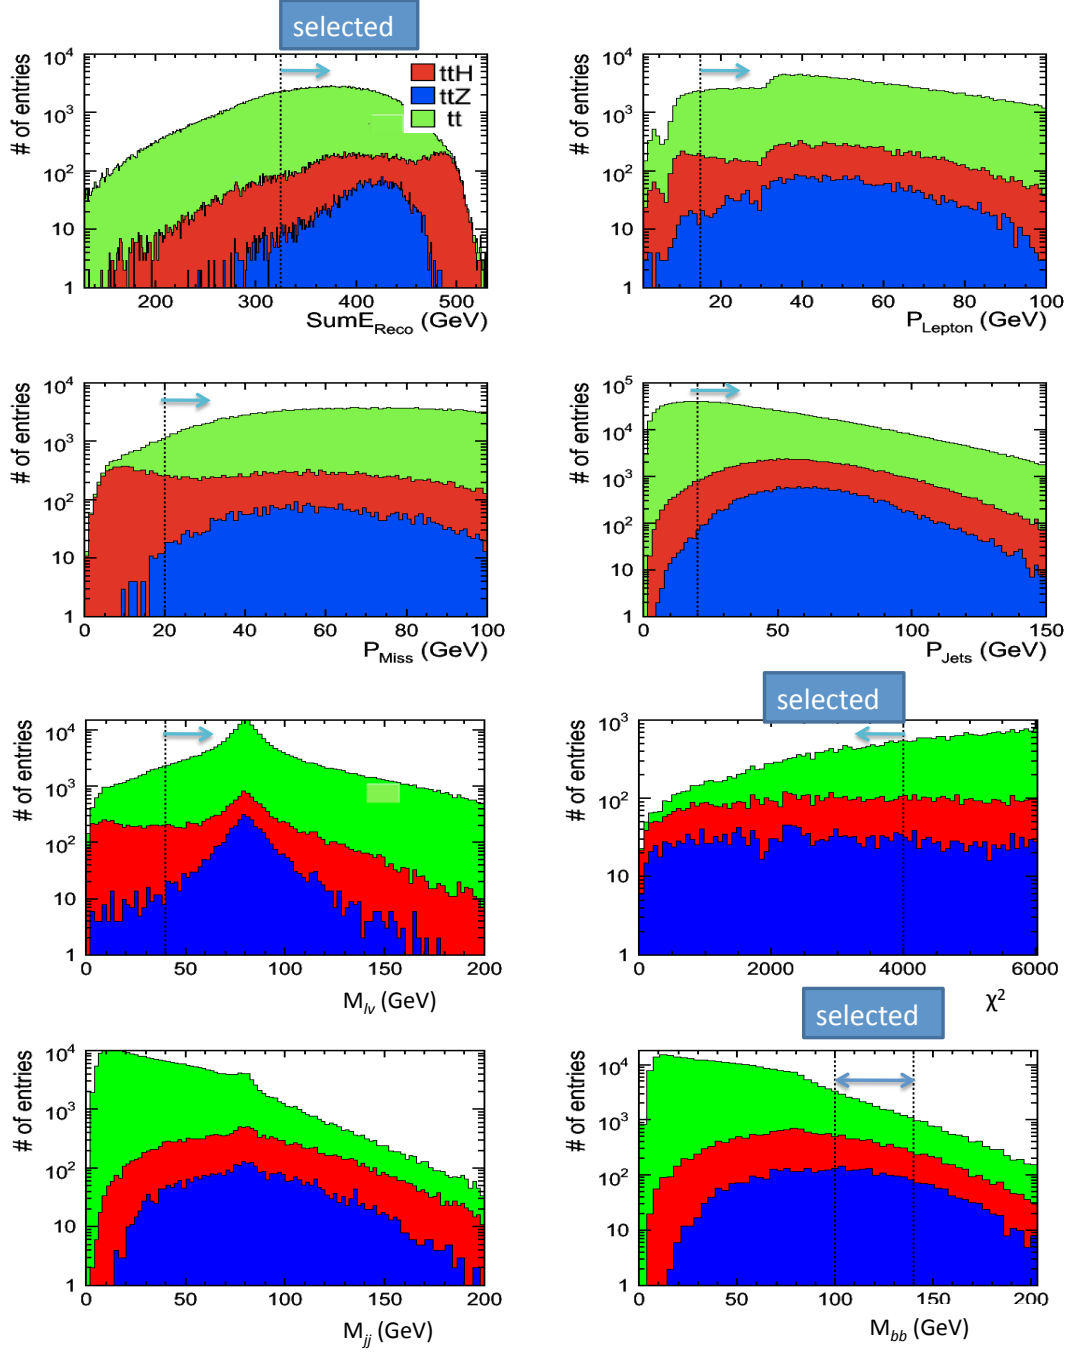 selected
# of entries
10⁴
10³
10²
10
1
200 300 400 500
SumE_Reco (GeV)
ttH
ttZ
tt
# of entries
10⁴
10³
10²
10
1
20 40 60 80 100
P_Lepton (GeV)
# of entries
10⁴
10³
10²
10
1
0 20 40 60 80 100
P_Miss (GeV)
# of entries
10⁵
10⁴
10³
10²
10
1
0 50 100 150
P_Jets (GeV)
# of entries
10⁴
10³
10²
10
1
0 50 100 150 200
M_lν (GeV)
selected
# of entries
10³
10²
10
1
0 2000 4000 6000
χ²
# of entries
10⁴
10³
10²
10
1
0 50 100 150 200
M_jj (GeV)
selected
# of entries
10⁴
10³
10²
10
1
0 50 100 150 200
M_bb (GeV)